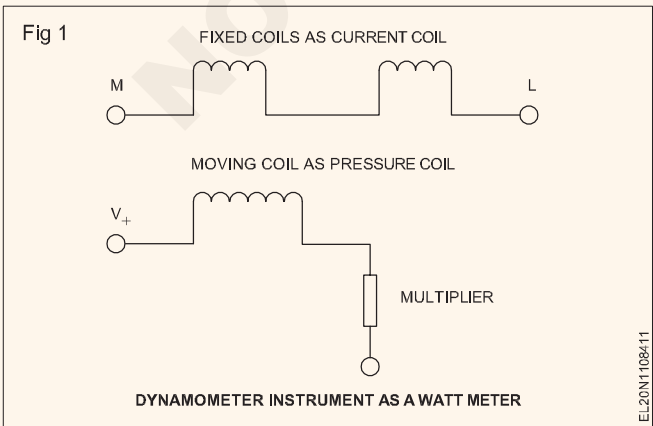 Fig 1
FIXED COILS AS CURRENT COIL
M
L
MOVING COIL AS PRESSURE COIL
V+
MULTIPLIER
DYNAMOMETER INSTRUMENT AS A WATT METER
EL20N1108411
NO